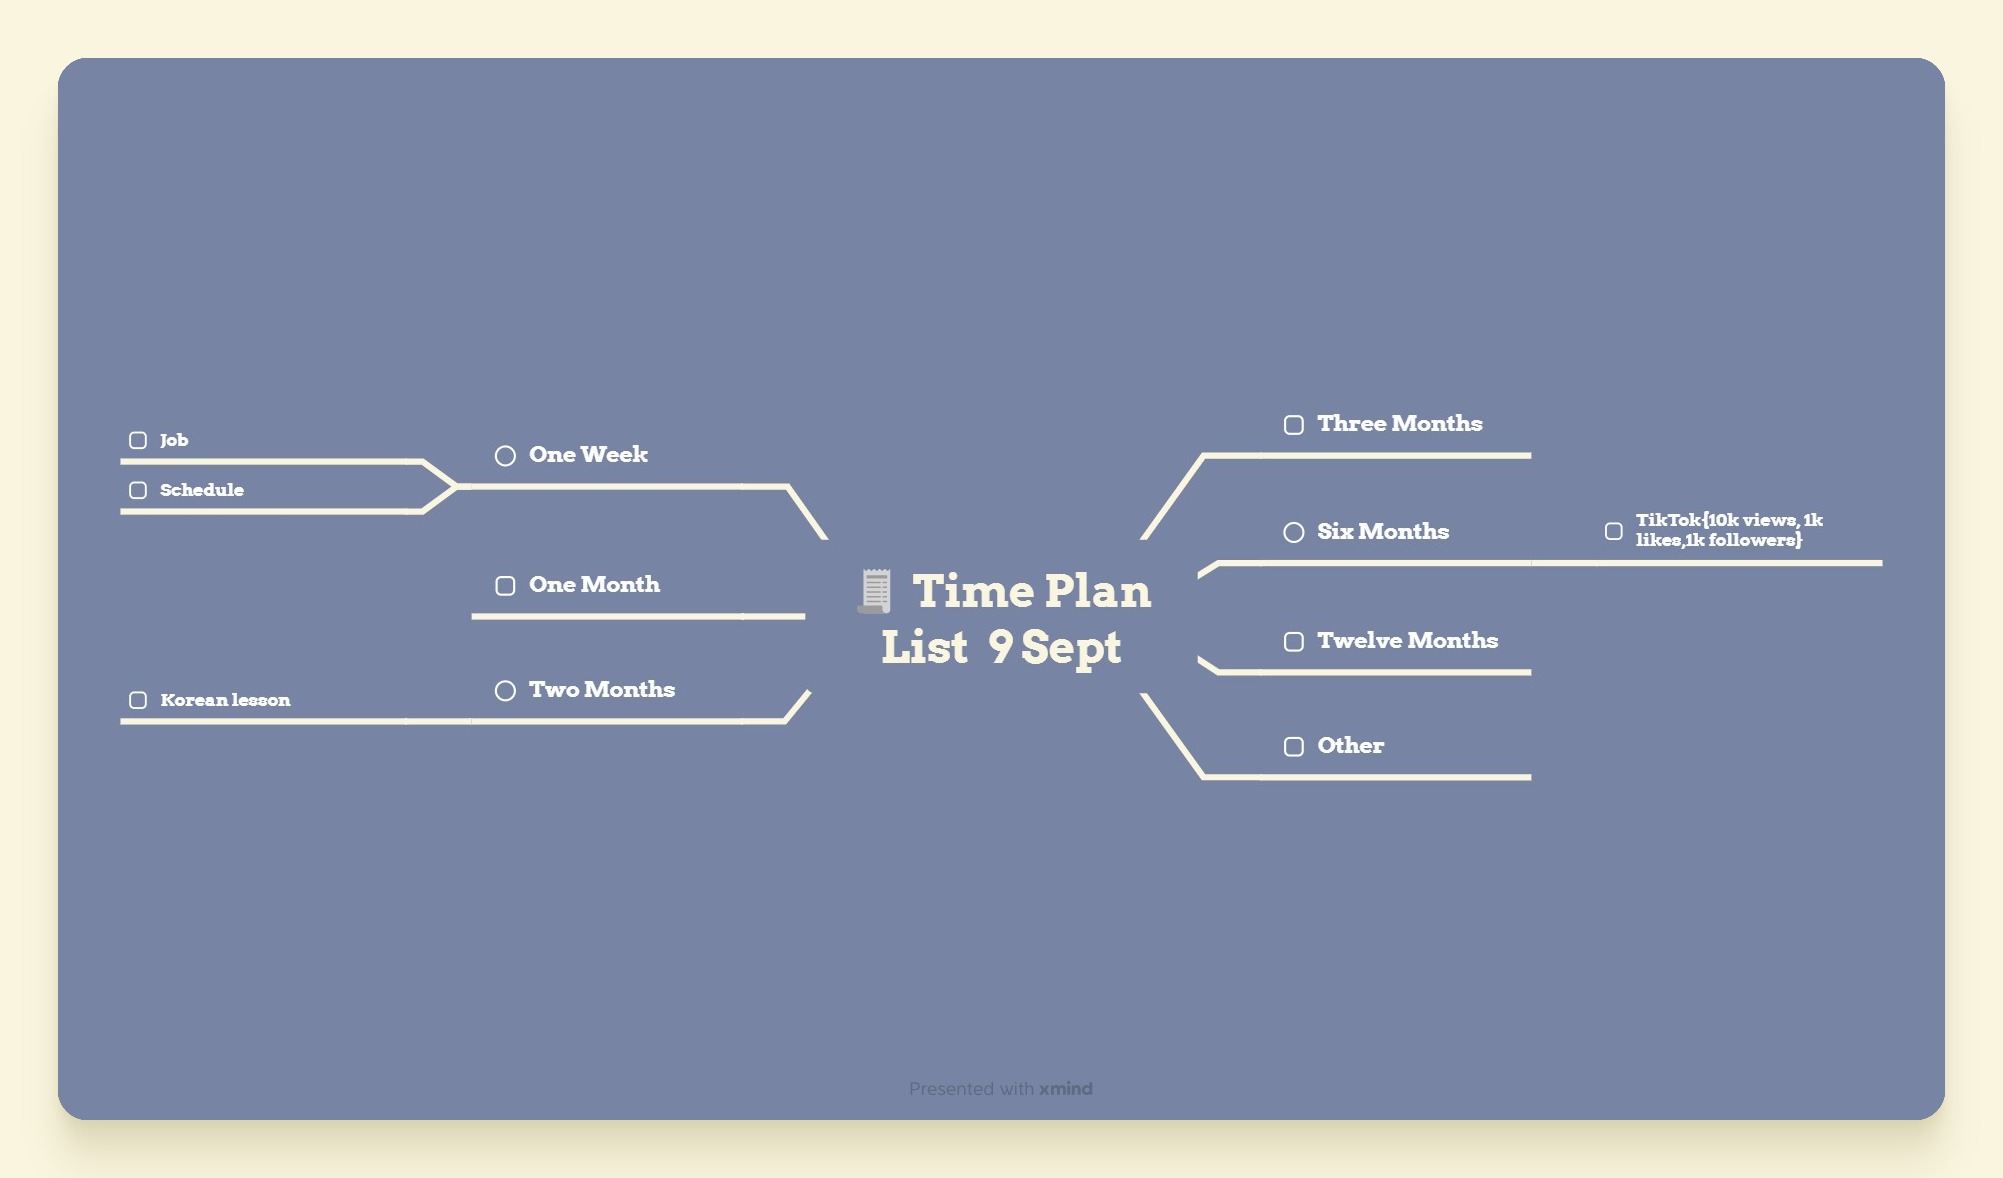 Job
Schedule
One Week
One Month
Korean lesson
Two Months
Time Plan
List 9 Sept
Three Months
Six Months
TikTok{10k views, 1k
likes,1k followers}
Twelve Months
Other
Presented with xmind